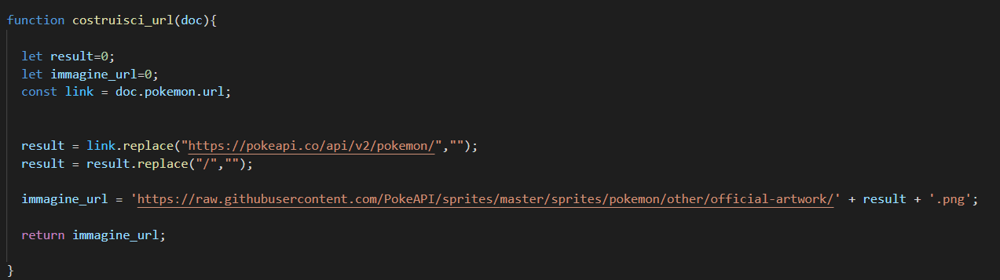 function costruisci_url(doc){
let result=0;
let immagine_url=0;
const link = doc.pokemon.url;
result = link.replace("https://pokeapi.co/api/v2/pokemon/","");
result = result.replace("/","");
immagine_url = 'https://raw.githubusercontent.com/PokeAPI/sprites/master/sprites/pokemon/other/official-artwork/' + result + '.png';
return immagine_url;
}